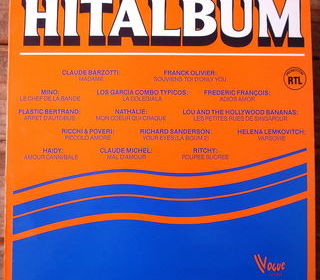 HITALBUM
CLAUDE BARZOTTI: FRANCK OLIVIER:
MADAME SOUVIENS-TOI D'ONLY YOU
RTL
MINO: LOS GARCIA COMBO TYPICOS: FREDERIC FRANÇOIS:
LE CHEF DE LA BANDE LA COLEGIALA ADIOS AMOR
PLASTIC BERTRAND: NATHALIE: LOU AND THE HOLLYWOOD BANANAS:
ARRET D'AUTOBUS MON COEUR QUI CRAQUE LES PETITES RUES DE SINGAPOUR
RICCHI & POVERI: RICHARD SANDERSON: HELENA LEMKOVITCH:
PICCOLO AMORE YOUR EYES (LA BOUM 2) VARSOVIE
HAIDY: CLAUDE MICHEL: RITCHY:
AMOUR CANNIBALE MAL D'AMOUR POUPEE SUCREE
Vogue